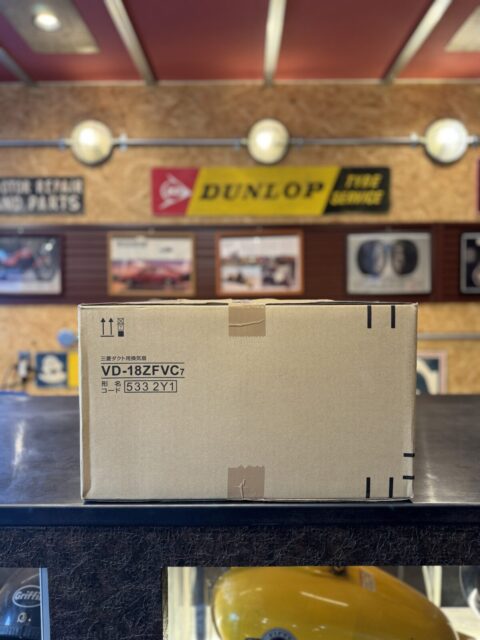 MOTOR REPAIR
AND PARTS
DUNLOP
TYRE
SERVICE
三菱ダクト用換気扇
VD-18ZFVC7
形名
コード 533 2Y1
Griffin